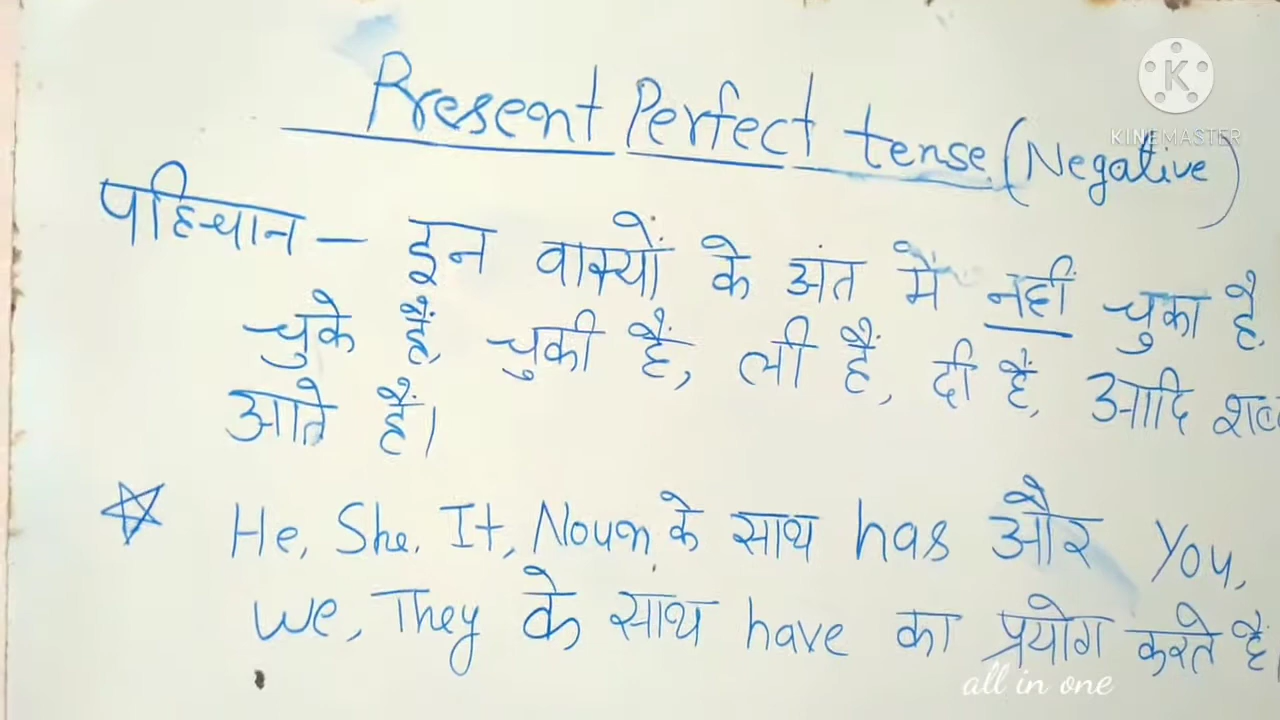 Present Perfect tense (Negative)
पहिचान - इन वाक्यों के अंत में नहीं चुका है,
चुके हैं, चुकी हैं, ली हैं, दी हैं, आदि
आते हैं।
☆ He, She, It, Noun के साथ has और You,
We, They के साथ have का प्रयोग करते हैं।
K
KINEMASTER
all in one